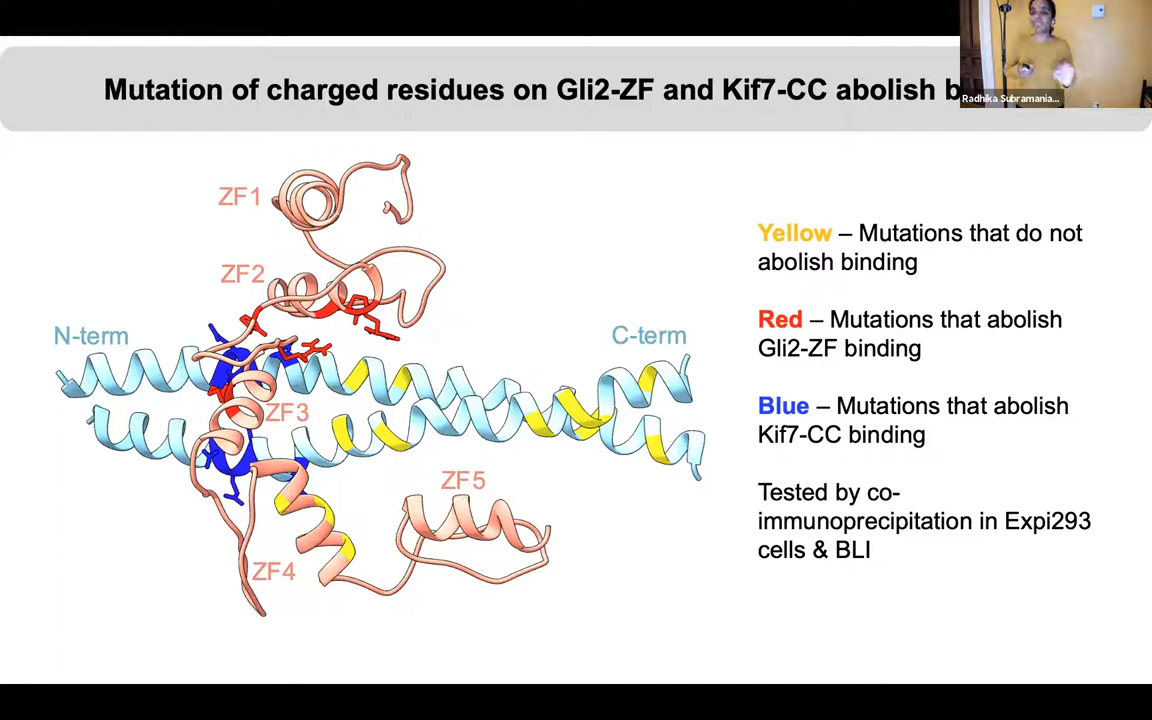 Mutation of charged residues on Gli2-ZF and Kif7-CC abolish
Radhika Subramania...
ZF1
ZF2
N-term
C-term
ZF3
ZF5
ZF4
Yellow – Mutations that do not
abolish binding
Red – Mutations that abolish
Gli2-ZF binding
Blue – Mutations that abolish
Kif7-CC binding
Tested by co-
immunoprecipitation in Expi293
cells & BLI